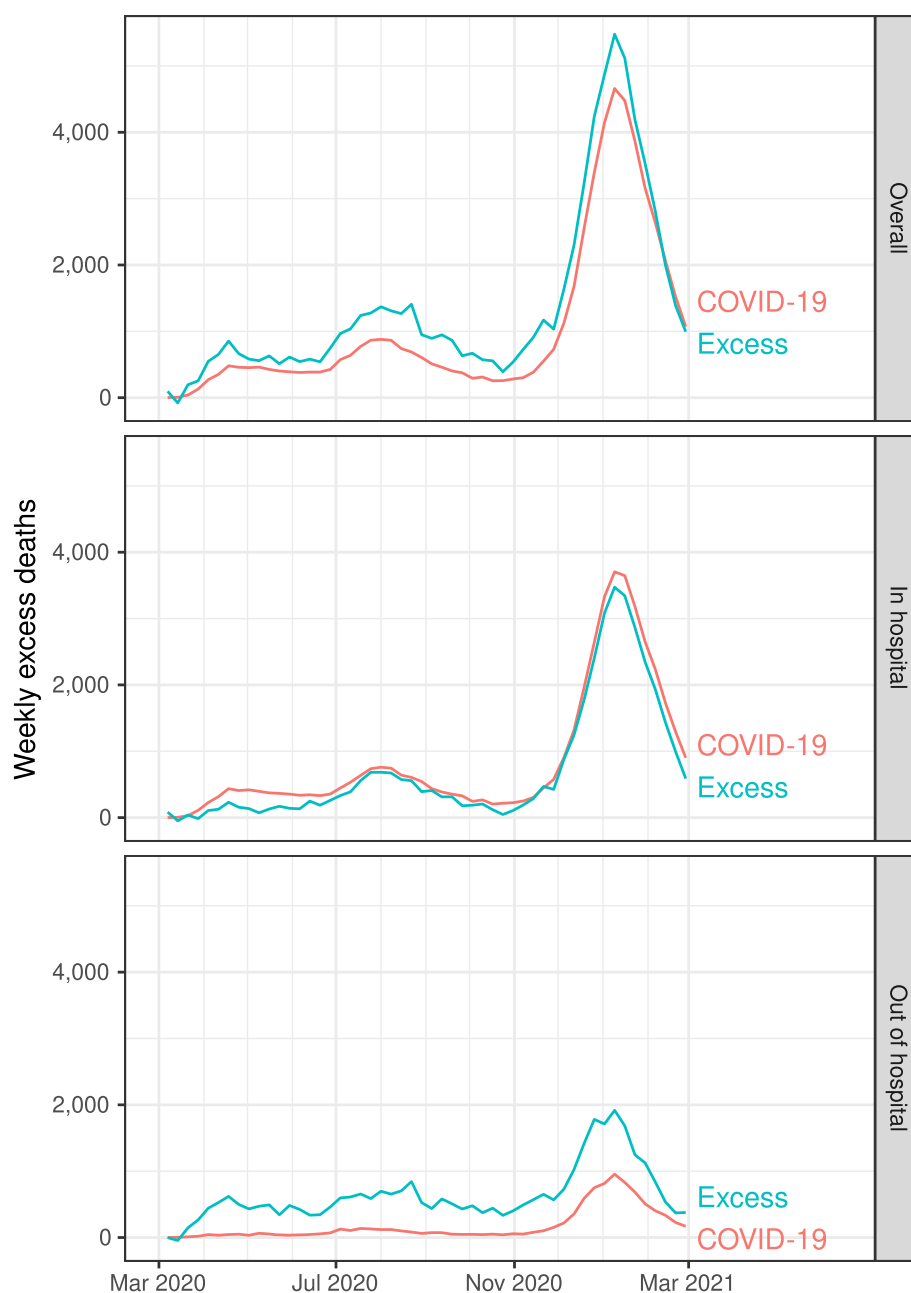 4,000
2,000
0
COVID-19
Excess
Overall
Weekly excess deaths
4,000
2,000
0
COVID-19
Excess
In hospital
4,000
2,000
0
Excess
COVID-19
Out of hospital
Mar 2020 Jul 2020 Nov 2020 Mar 2021